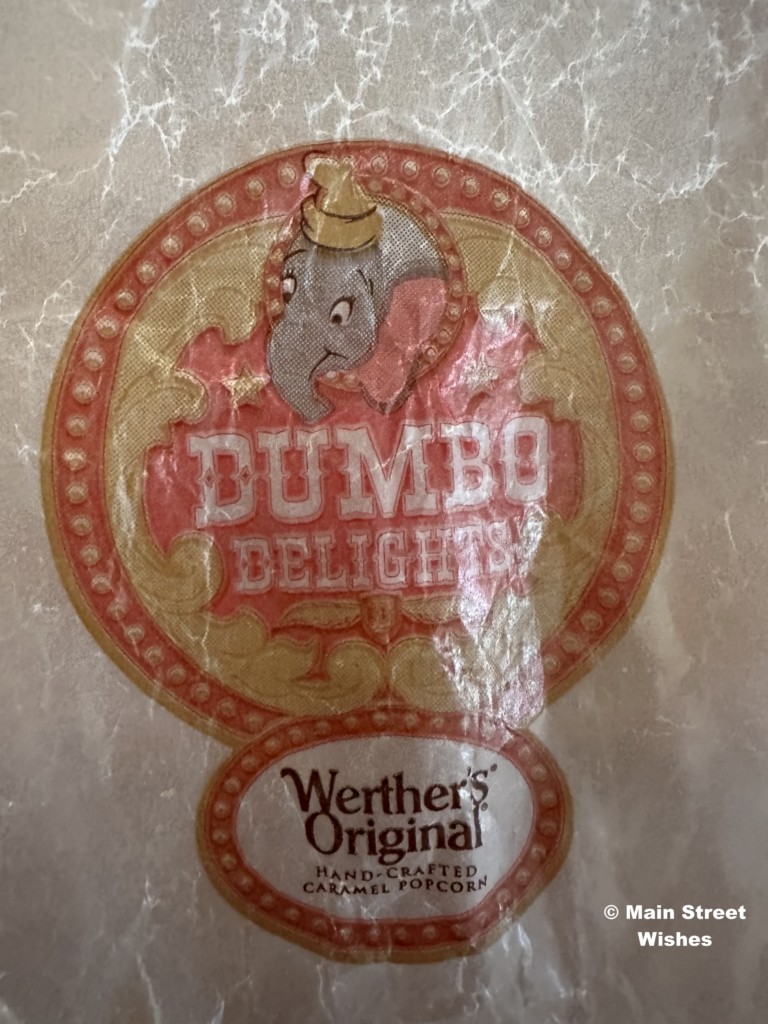 DUMBO
DELIGHTS
Werther's®
Original®
HAND-CRAFTED
CARAMEL POPCORN
© Main Street
Wishes